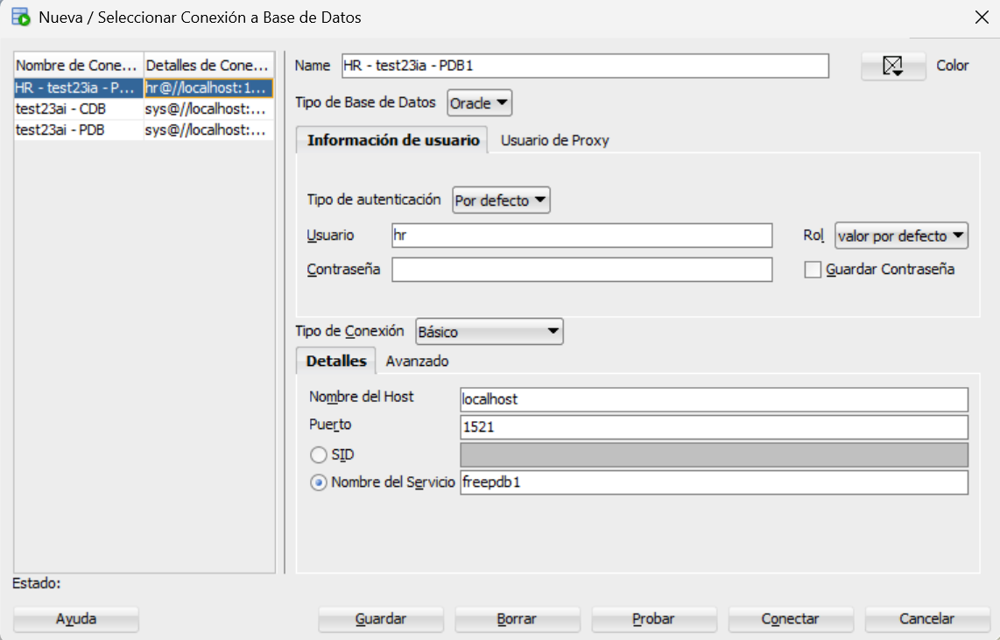 Nueva / Seleccionar Conexión a Base de Datos
Nombre de Cone... Detalles de Cone...
HR - test23ia - P... hr@//localhost:1...
test23ai - CDB sys@//localhost:...
test23ai - PDB sys@//localhost:...
Name HR - test23ia - PDB1 Color
Tipo de Base de Datos Oracle
Información de usuario Usuario de Proxy
Tipo de autenticación Por defecto
Usuario hr Rol valor por defecto
Contraseña Guardar Contraseña
Tipo de Conexión Básico
Detalles Avanzado
Nombre del Host localhost
Puerto 1521
SID
Nombre del Servicio freepdb1
Estado:
Ayuda Guardar Borrar Probar Conectar Cancelar